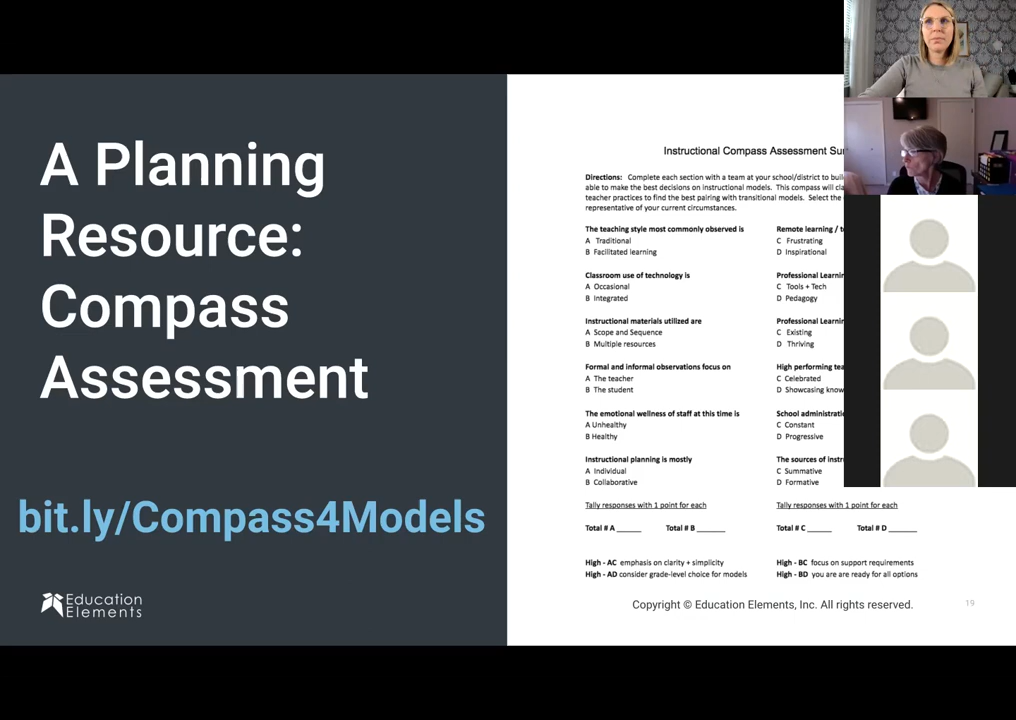 A Planning
Resource:
Compass
Assessment
bit.ly/Compass4Models
Education
Elements
Instructional Compass Assessment
Directions: Complete each section with a team at your school/district to
able to make the best decisions on instructional models. This compass will
teacher practices to find the best pairing with transitional models. Select the
representative of your current circumstances.
The teaching style most commonly observed is
A Traditional
B Facilitated learning
Classroom use of technology is
A Occasional
B Integrated
Instructional materials utilized are
A Scope and Sequence
B Multiple resources
Formal and informal observations focus on
A The teacher
B The student
The emotional wellness of staff at this time is
A Unhealthy
B Healthy
Instructional planning is mostly
A Individual
B Collaborative
Tally responses with 1 point for each
Total # A ______ Total # B _______
High - AC emphasis on clarity + simplicity
High - AD consider grade-level choice for models
Remote learning /
C Frustrating
D Inspirational
Professional
C Tools + Tech
D Pedagogy
Professional
C Existing
D Thriving
High performing
C Celebrated
D Showcasing
School
C Constant
D Progressive
The sources of
C Summative
D Formative
Tally responses with 1 point for each
Total # C ______ Total # D _______
High - BC focus on support requirements
High - BD you are are ready for all options
Copyright © Education Elements, Inc. All rights reserved.
19